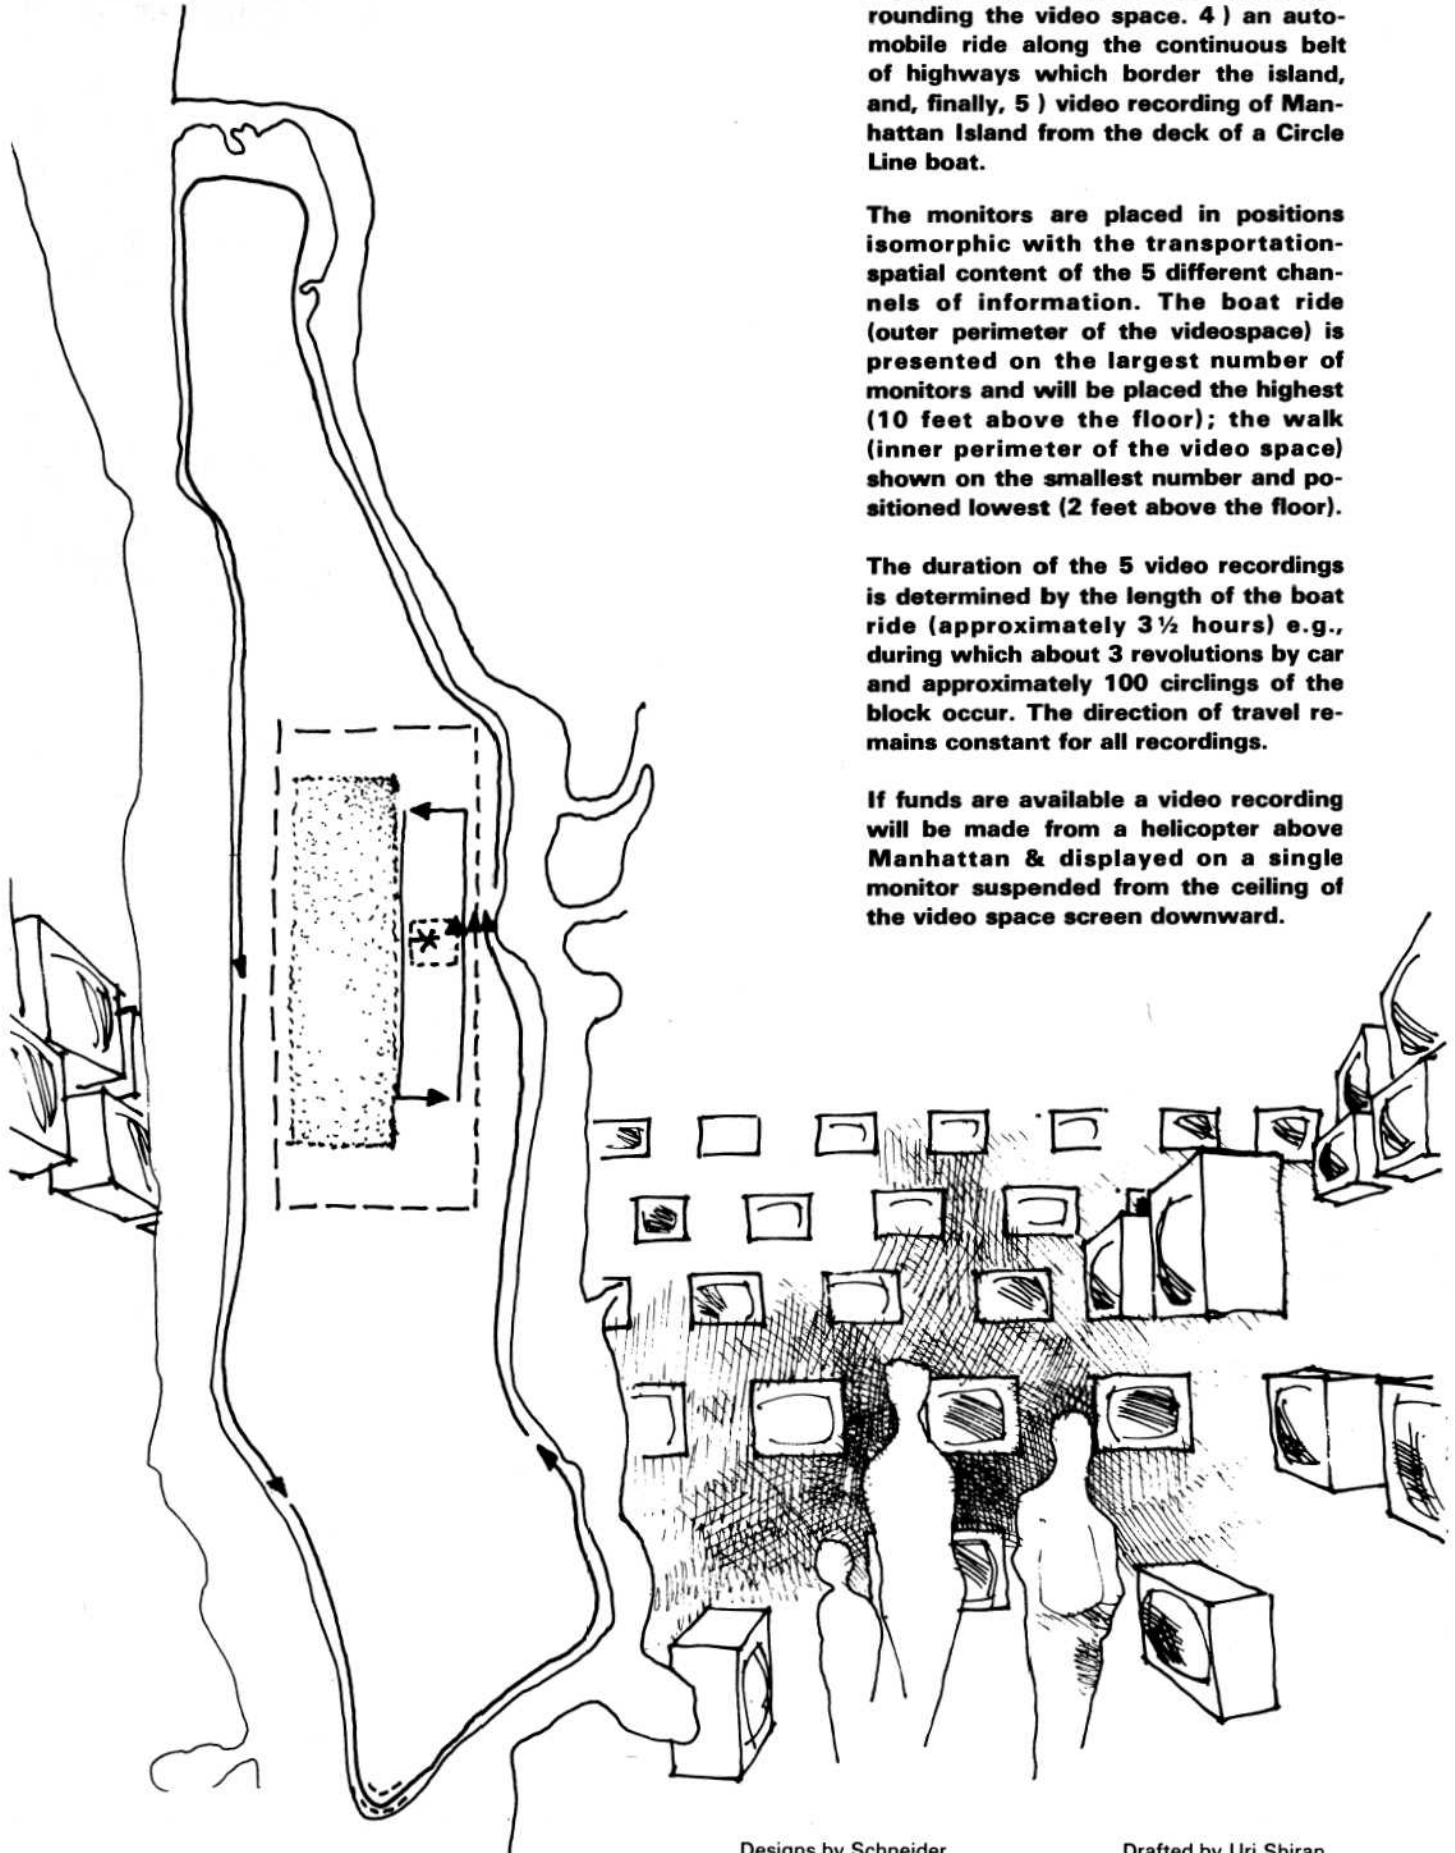 rounding the video space. 4 ) an auto-
mobile ride along the continuous belt
of highways which border the island,
and, finally, 5 ) video recording of Man-
hattan Island from the deck of a Circle
Line boat.
The monitors are placed in positions
isomorphic with the transportation-
spatial content of the 5 different chan-
nels of information. The boat ride
(outer perimeter of the videospace) is
presented on the largest number of
monitors and will be placed the highest
(10 feet above the floor); the walk
(inner perimeter of the video space)
shown on the smallest number and po-
sitioned lowest (2 feet above the floor).
The duration of the 5 video recordings
is determined by the length of the boat
ride (approximately 3½ hours) e.g.,
during which about 3 revolutions by car
and approximately 100 circlings of the
block occur. The direction of travel re-
mains constant for all recordings.
If funds are available a video recording
will be made from a helicopter above
Manhattan & displayed on a single
monitor suspended from the ceiling of
the video space screen downward.
Designs by Schneider
Drafted by Uri Shiran